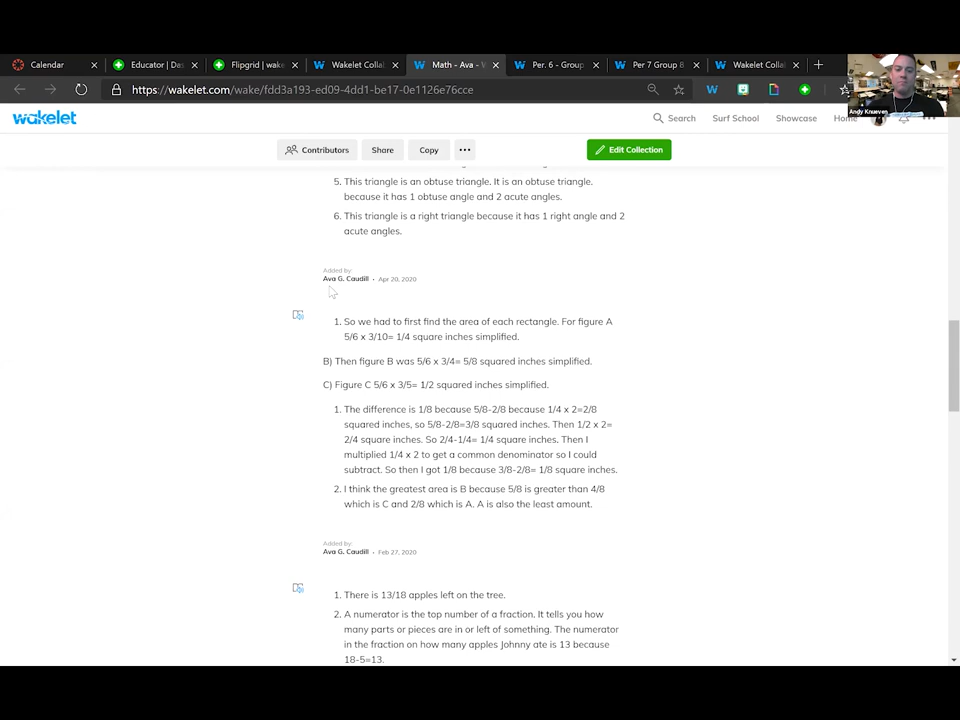 Calendar
Educator | Das
Flipgrid | wake
Wakelet Colla
Math - Ava - W
Per. 6 - Group
Per 7 Group 8
Wakelet Colla
https://wakelet.com/wake/fdd3a193-ed09-4dd1-be17-0e1126e76cce
Andy Knueven
wakelet
Search
Surf School
Showcase
Home
Contributors
Share
Copy
Edit Collection
5. This triangle is an obtuse triangle. It is an obtuse triangle.
because it has 1 obtuse angle and 2 acute angles.
6. This triangle is a right triangle because it has 1 right angle and 2
acute angles.
Added by:
Ava G. Caudill • Apr 20, 2020
1. So we had to first find the area of each rectangle. For figure A
5/6 x 3/10= 1/4 square inches simplified.
B) Then figure B was 5/6 x 3/4= 5/8 squared inches simplified.
C) Figure C 5/6 x 3/5= 1/2 squared inches simplified.
1. The difference is 1/8 because 5/8-2/8 because 1/4 x 2=2/8
squared inches, so 5/8-2/8=3/8 squared inches. Then 1/2 x 2=
2/4 square inches. So 2/4-1/4= 1/4 square inches. Then I
multiplied 1/4 x 2 to get a common denominator so I could
subtract. So then I got 1/8 because 3/8-2/8= 1/8 square inches.
2. I think the greatest area is B because 5/8 is greater than 4/8
which is C and 2/8 which is A. A is also the least amount.
Added by:
Ava G. Caudill • Feb 27, 2020
1. There is 13/18 apples left on the tree.
2. A numerator is the top number of a fraction. It tells you how
many parts or pieces are in or left of something. The numerator
in the fraction on how many apples Johnny ate is 13 because
18-5=13.